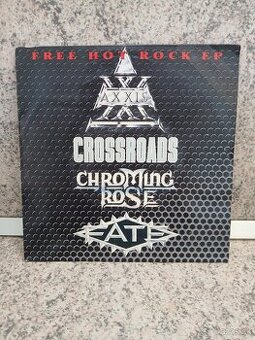 FREE HOT ROCK EP
AXXIS
CROSSROADS
CHROMING
ROSE
FATE